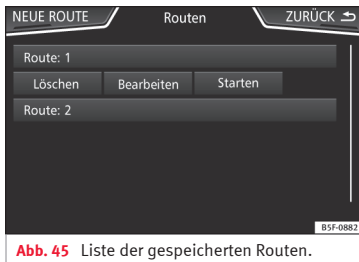 NEUE ROUTE Routen ZURÜCK
Route: 1
Löschen Bearbeiten Starten
Route: 2
B5F-0882
Abb. 45 Liste der gespeicherten Routen.